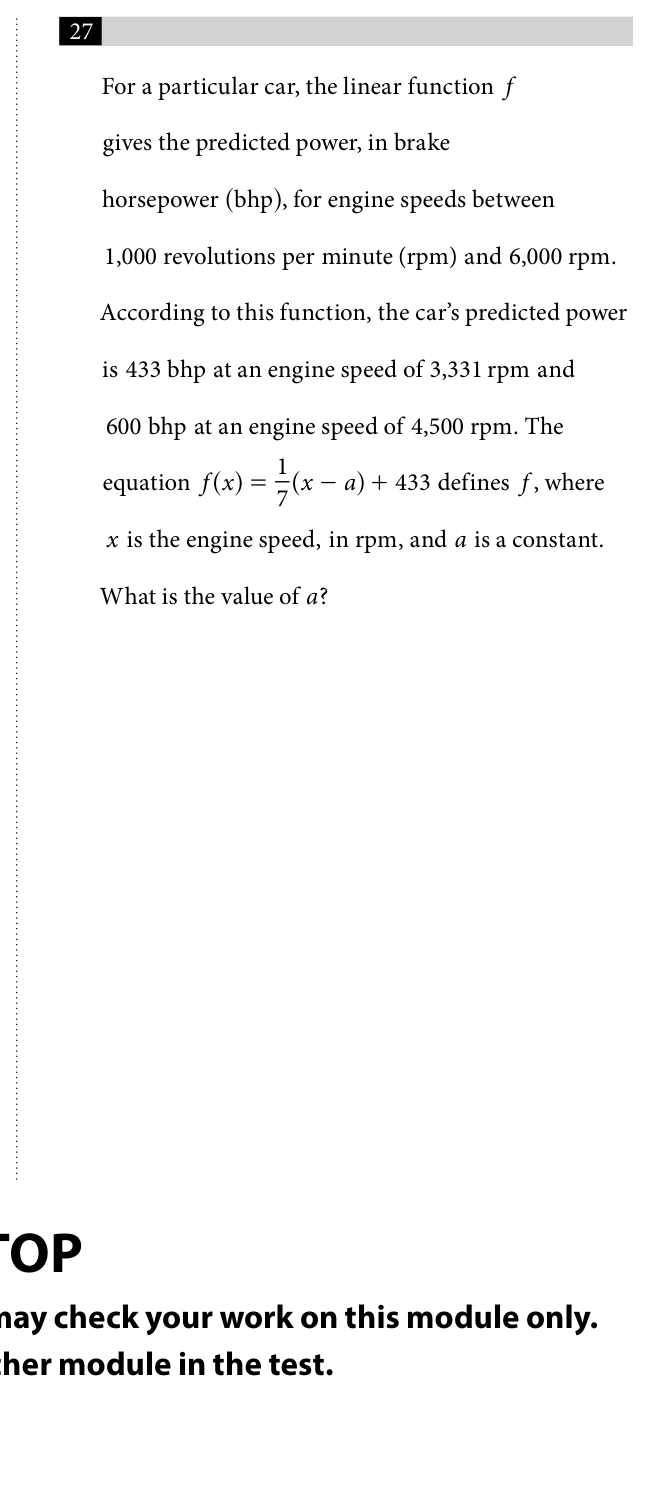 27
For a particular car, the linear function f
gives the predicted power, in brake
horsepower (bhp), for engine speeds between
1,000 revolutions per minute (rpm) and 6,000 rpm.
According to this function, the car’s predicted power
is 433 bhp at an engine speed of 3,331 rpm and
600 bhp at an engine speed of 4,500 rpm. The
equation f(x) = 1/7(x − a) + 433 defines f, where
x is the engine speed, in rpm, and a is a constant.
What is the value of a?
TOP
may check your work on this module only.
ther module in the test.